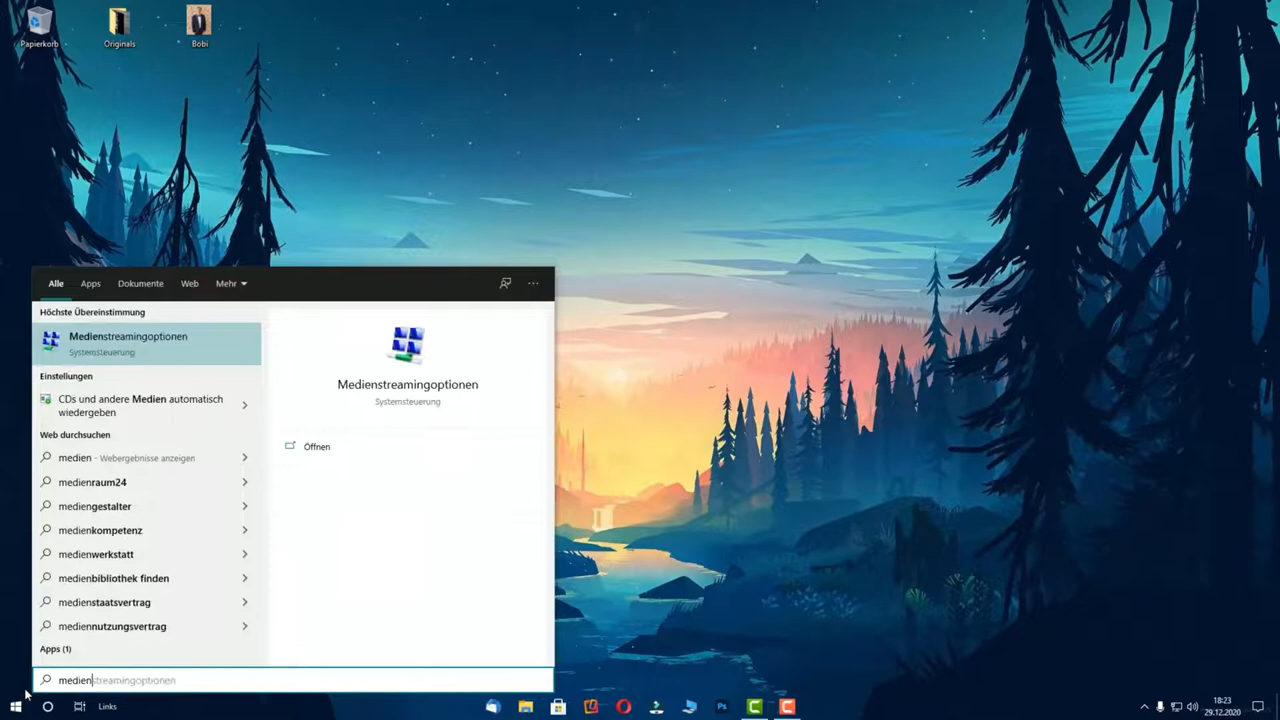 Papierkorb
Originals
Bobi
Alle Apps Dokumente Web Mehr
Höchste Übereinstimmung
Medienstreamingoptionen
Systemsteuerung
Einstellungen
CDs und andere Medien automatisch
wiedergeben
Web durchsuchen
medien - Webergebnisse anzeigen
medienraum24
mediengestalter
medienkompetenz
medienwerkstatt
medienbibliothek finden
medienstaatsvertrag
mediennutzungsvertrag
Apps (1)
Medienstreamingoptionen
Systemsteuerung
Öffnen
medienstreamingoptionen
Links
Ps
18:23
29.12.2020